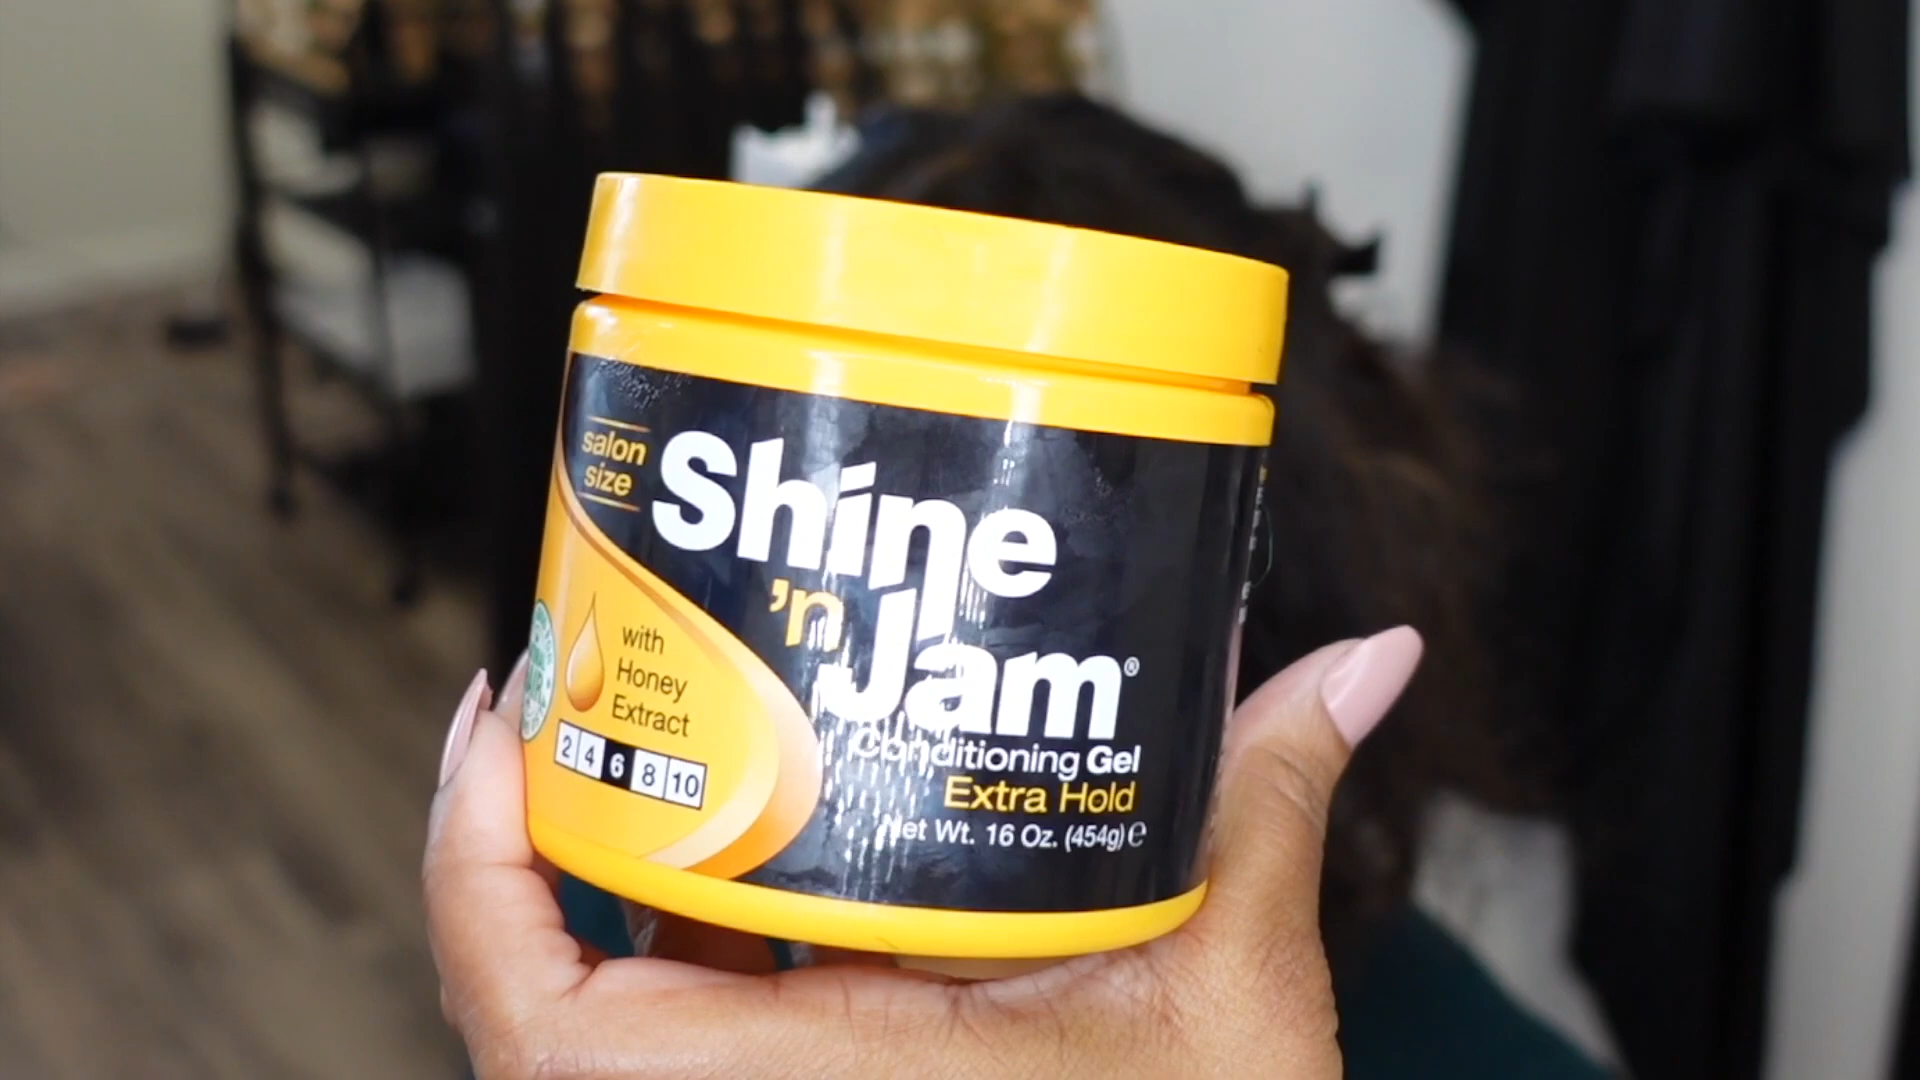 salon
size
Shine
'n
Jam®
with
Honey
Extract
2 4 6 8 10
Conditioning Gel
Extra Hold
Net Wt. 16 Oz. (454g) ℮